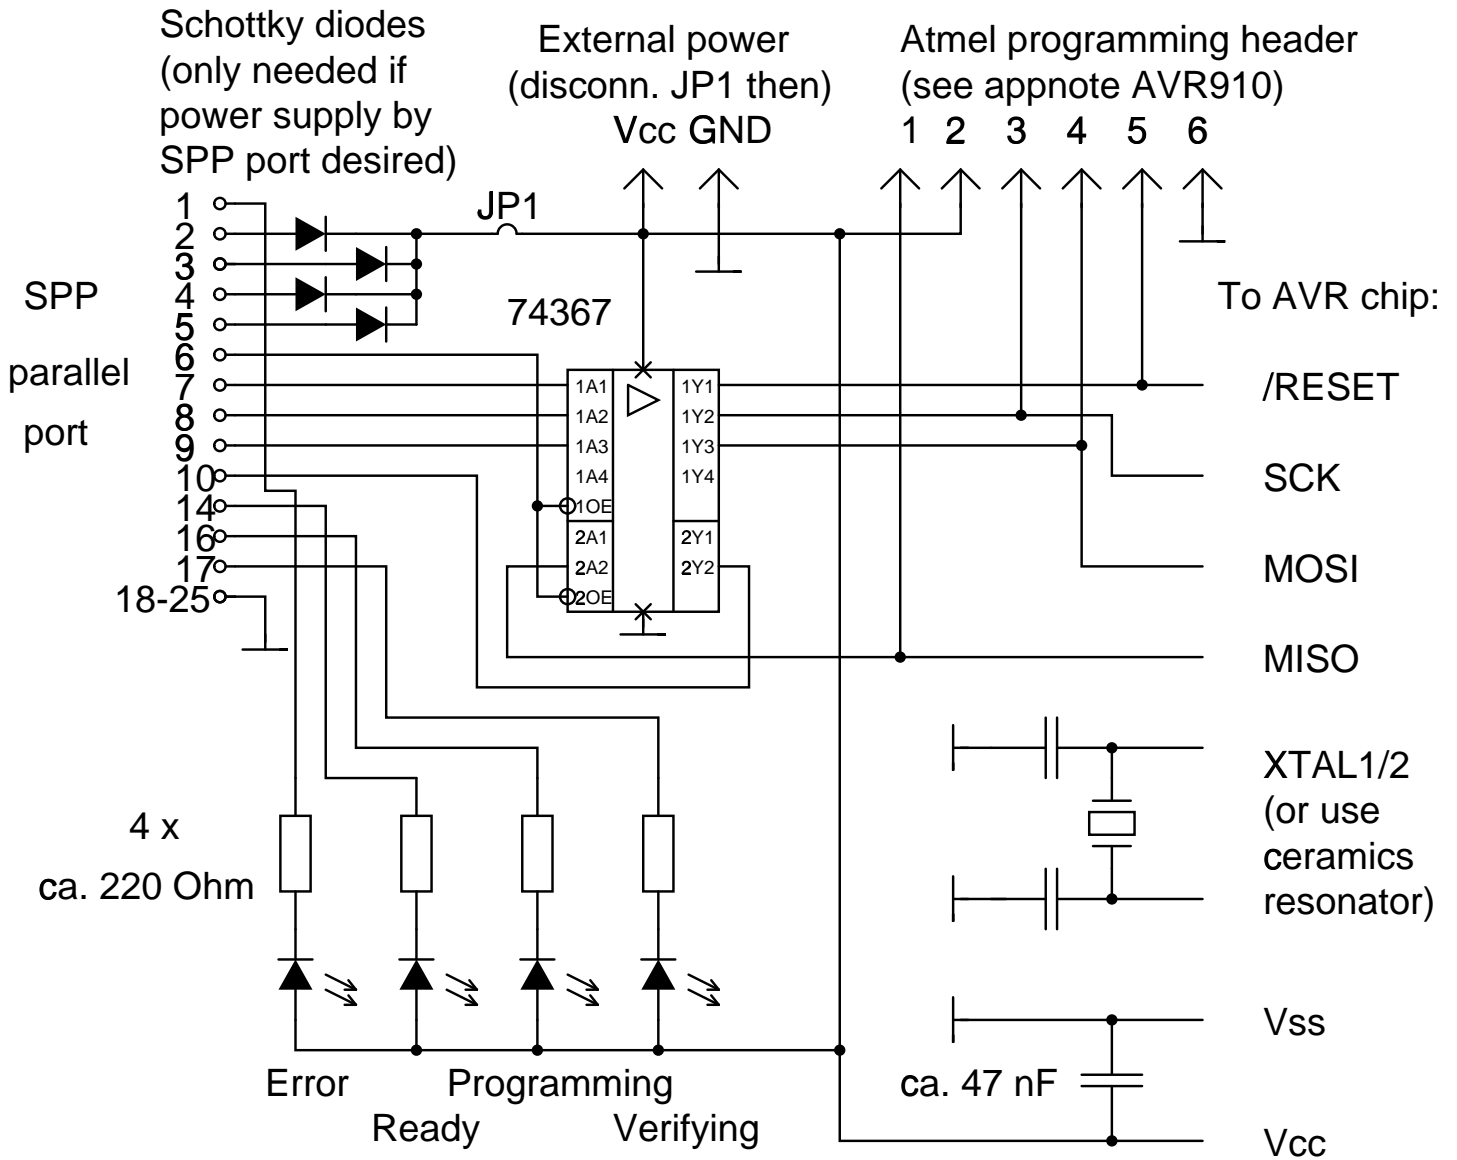 Schottky diodes
(only needed if
power supply by
SPP port desired)
External power
(disconn. JP1 then)
Vcc GND
Atmel programming header
(see appnote AVR910)
1 2 3 4 5 6
1
2
3
4
5
6
7
8
9
10
14
16
17
18-25
SPP
parallel
port
JP1
74367
1A1
1A2
1A3
1A4
1OE
2A1
2A2
2OE
1Y1
1Y2
1Y3
1Y4
2Y1
2Y2
To AVR chip:
/RESET
SCK
MOSI
MISO
XTAL1/2
(or use
ceramics
resonator)
4 x
ca. 220 Ohm
Error
Ready
Programming
Verifying
Vss
ca. 47 nF
Vcc